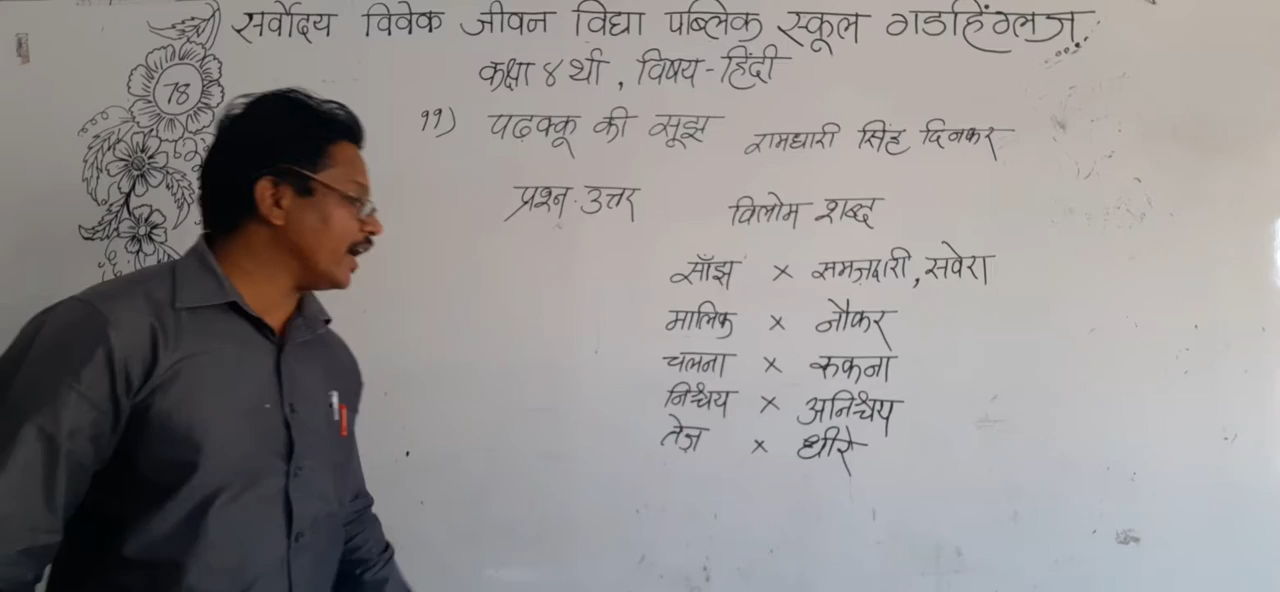 सर्वोदय विवेक जीवन विद्या पब्लिक स्कूल गडहिंग्लज.
कक्षा ४ थी, विषय - हिंदी
78
११) पढ़क्कू की सूझ रामधारी सिंह दिनकर
प्रश्न-उत्तर विलोम शब्द
साँझ × समज़दारी, सवेरा
मालिक × नौकर
चलना × रुकना
निश्चय × अनिश्चय
तेज़ × धीरे